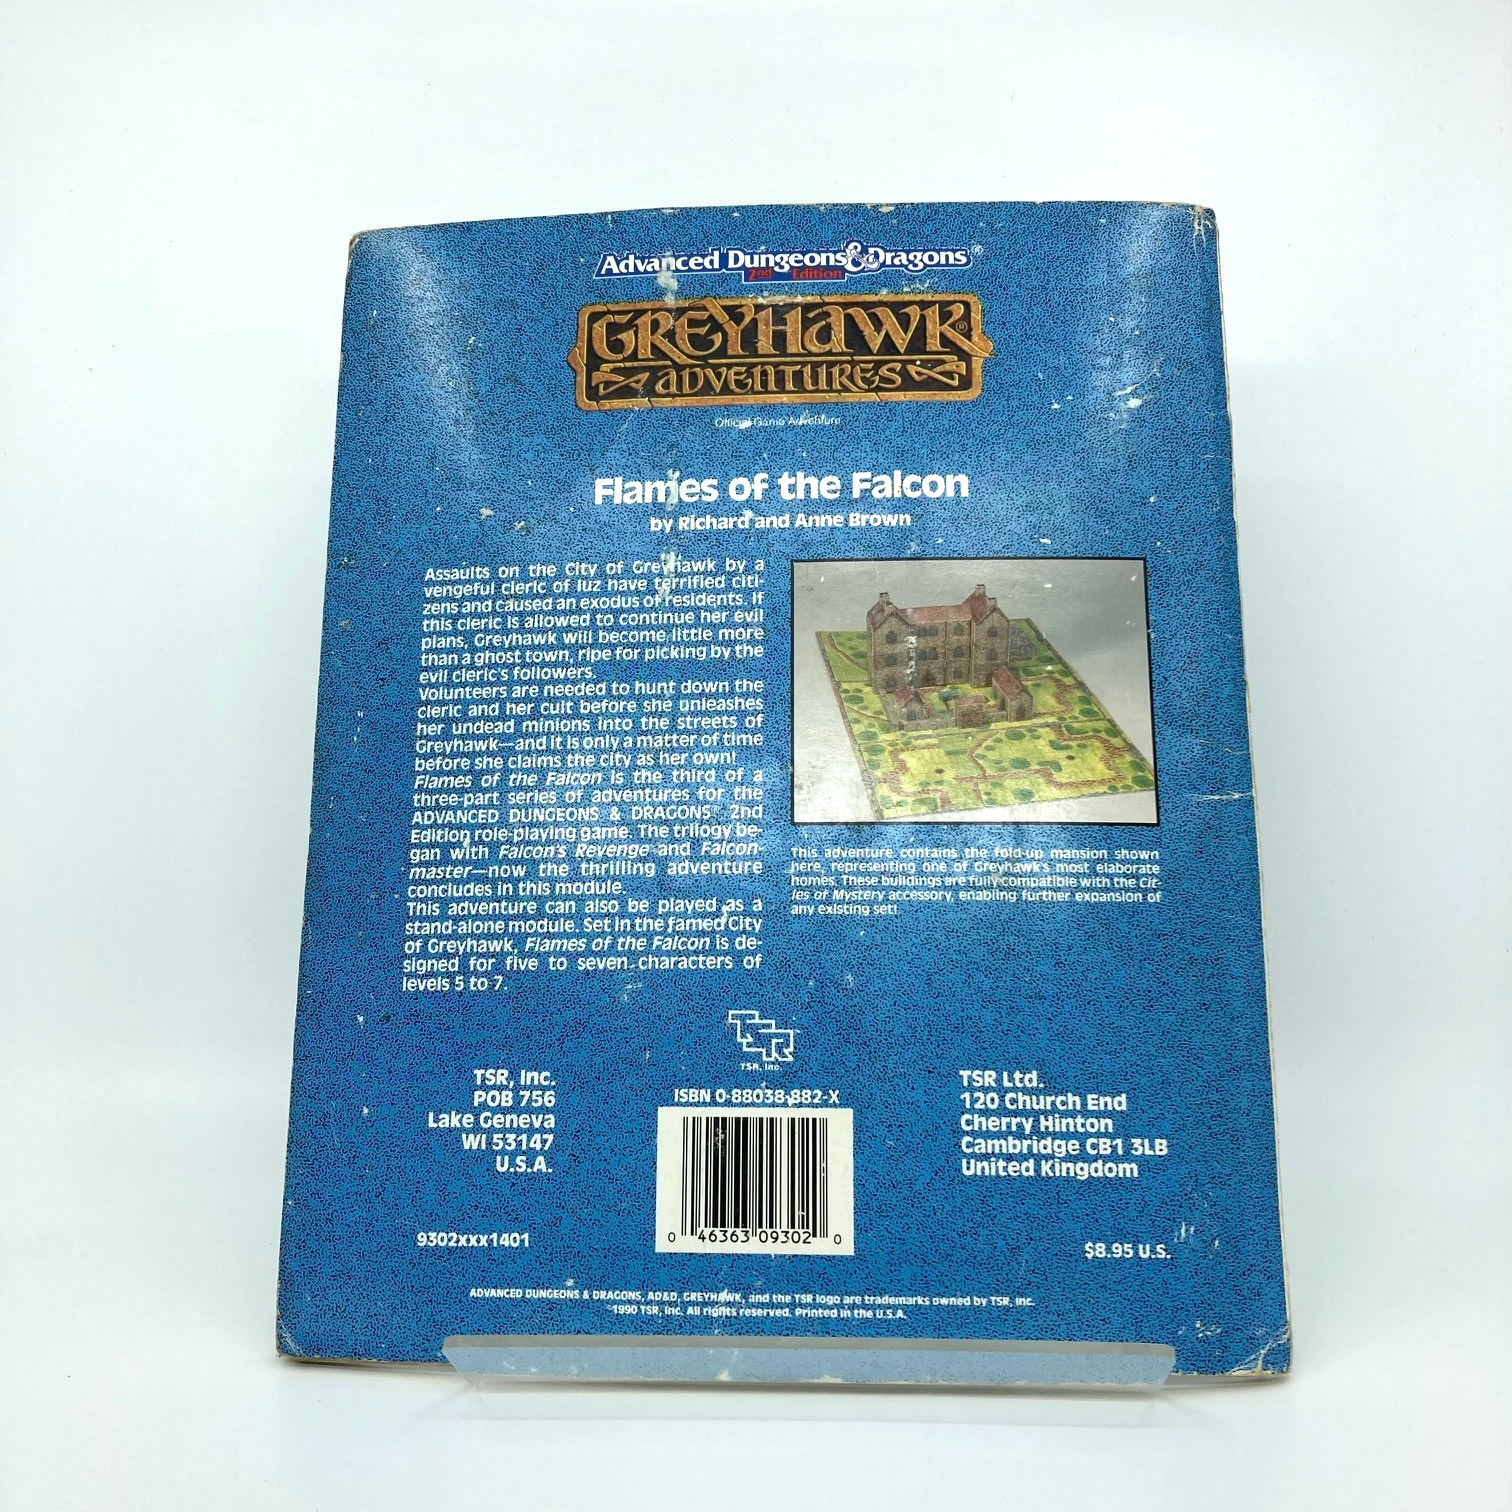 Advanced Dungeons & Dragons®
2nd Edition
GREYHAWK®
ADVENTURES
Official Game Adventure
Flames of the Falcon
by Richard and Anne Brown
Assaults on the City of Greyhawk by a
vengeful cleric of Iuz have terrified citi-
zens and caused an exodus of residents. If
this cleric is allowed to continue her evil
plans, Greyhawk will become little more
than a ghost town, ripe for picking by the
evil cleric's followers.
Volunteers are needed to hunt down the
cleric and her cult before she unleashes
her undead minions into the streets of
Greyhawk—and it is only a matter of time
before she claims the city as her own!
Flames of the Falcon is the third of a
three-part series of adventures for the
ADVANCED DUNGEONS & DRAGONS® 2nd
Edition role-playing game. The trilogy be-
gan with Falcon's Revenge and Falcon-
master—now the thrilling adventure
concludes in this module.
This adventure can also be played as a
stand-alone module. Set in the famed City
of Greyhawk, Flames of the Falcon is de-
signed for five to seven characters of
levels 5 to 7.
This adventure contains the fold-up mansion shown
here, representing one of Greyhawk's most elaborate
homes. These buildings are fully compatible with the Cit-
ies of Mystery accessory, enabling further expansion of
any existing set!
TSR
TSR, Inc.
TSR, Inc.
POB 756
Lake Geneva
WI 53147
U.S.A.
ISBN 0-88038-882-X
0 46363 09302 0
TSR Ltd.
120 Church End
Cherry Hinton
Cambridge CB1 3LB
United Kingdom
9302xxx1401
$8.95 U.S.
ADVANCED DUNGEONS & DRAGONS, AD&D, GREYHAWK, and the TSR logo are trademarks owned by TSR, Inc.
1990 TSR, Inc. All rights reserved. Printed in the U.S.A.